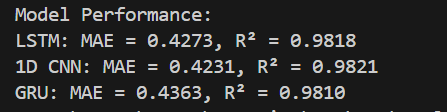 Model Performance:
LSTM: MAE = 0.4273, R² = 0.9818
1D CNN: MAE = 0.4231, R² = 0.9821
GRU: MAE = 0.4363, R² = 0.9810